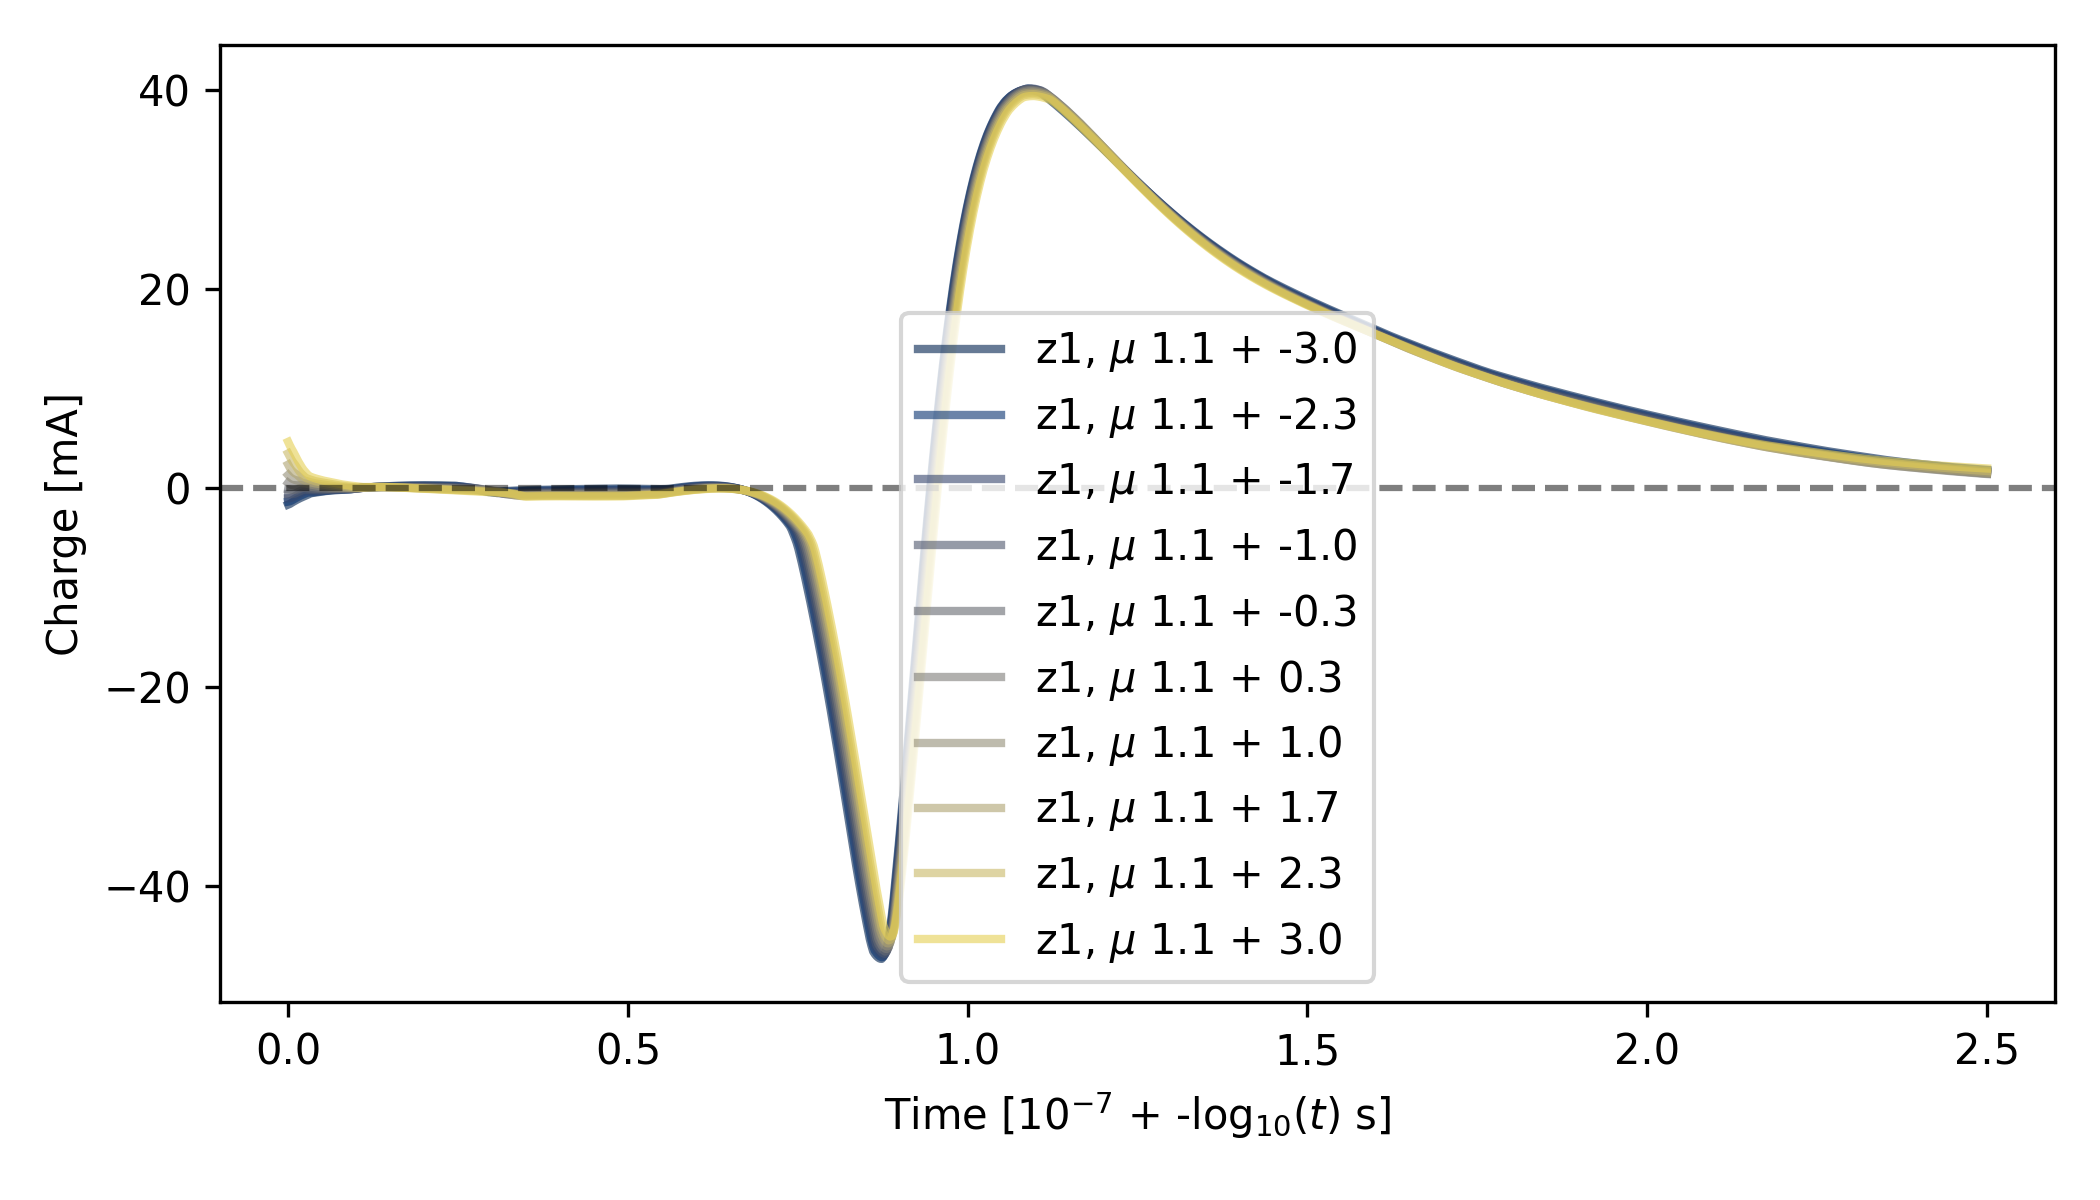 40
20
0
−20
−40
Charge [mA]
z1, μ 1.1 + -3.0
z1, μ 1.1 + -2.3
z1, μ 1.1 + -1.7
z1, μ 1.1 + -1.0
z1, μ 1.1 + -0.3
z1, μ 1.1 + 0.3
z1, μ 1.1 + 1.0
z1, μ 1.1 + 1.7
z1, μ 1.1 + 2.3
z1, μ 1.1 + 3.0
0.0 0.5 1.0 1.5 2.0 2.5
Time [10⁻⁷ + -log₁₀(t) s]